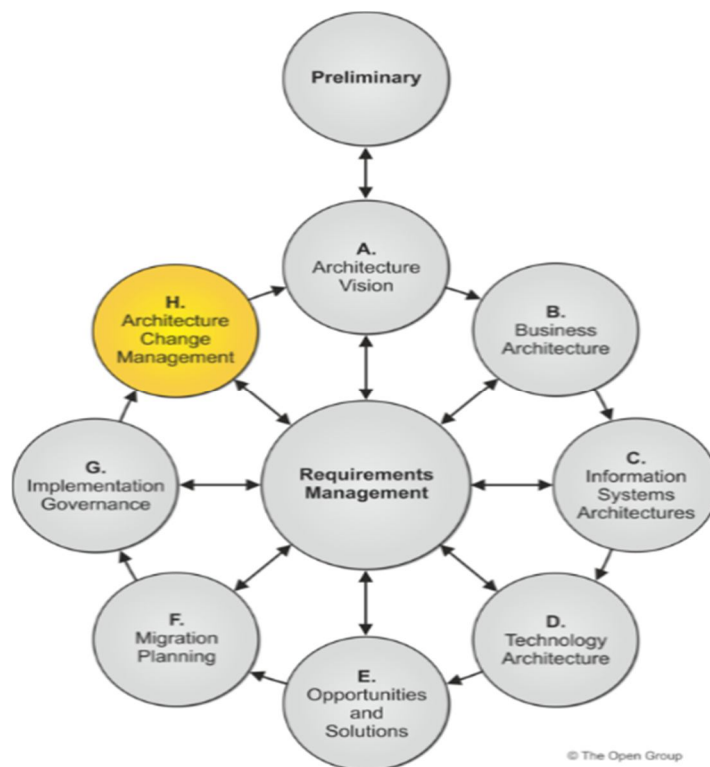 Preliminary
A.
Architecture
Vision
H.
Architecture
Change
Management
B.
Business
Architecture
G.
Implementation
Governance
Requirements
Management
C.
Information
Systems
Architectures
F.
Migration
Planning
D.
Technology
Architecture
E.
Opportunities
and
Solutions
© The Open Group